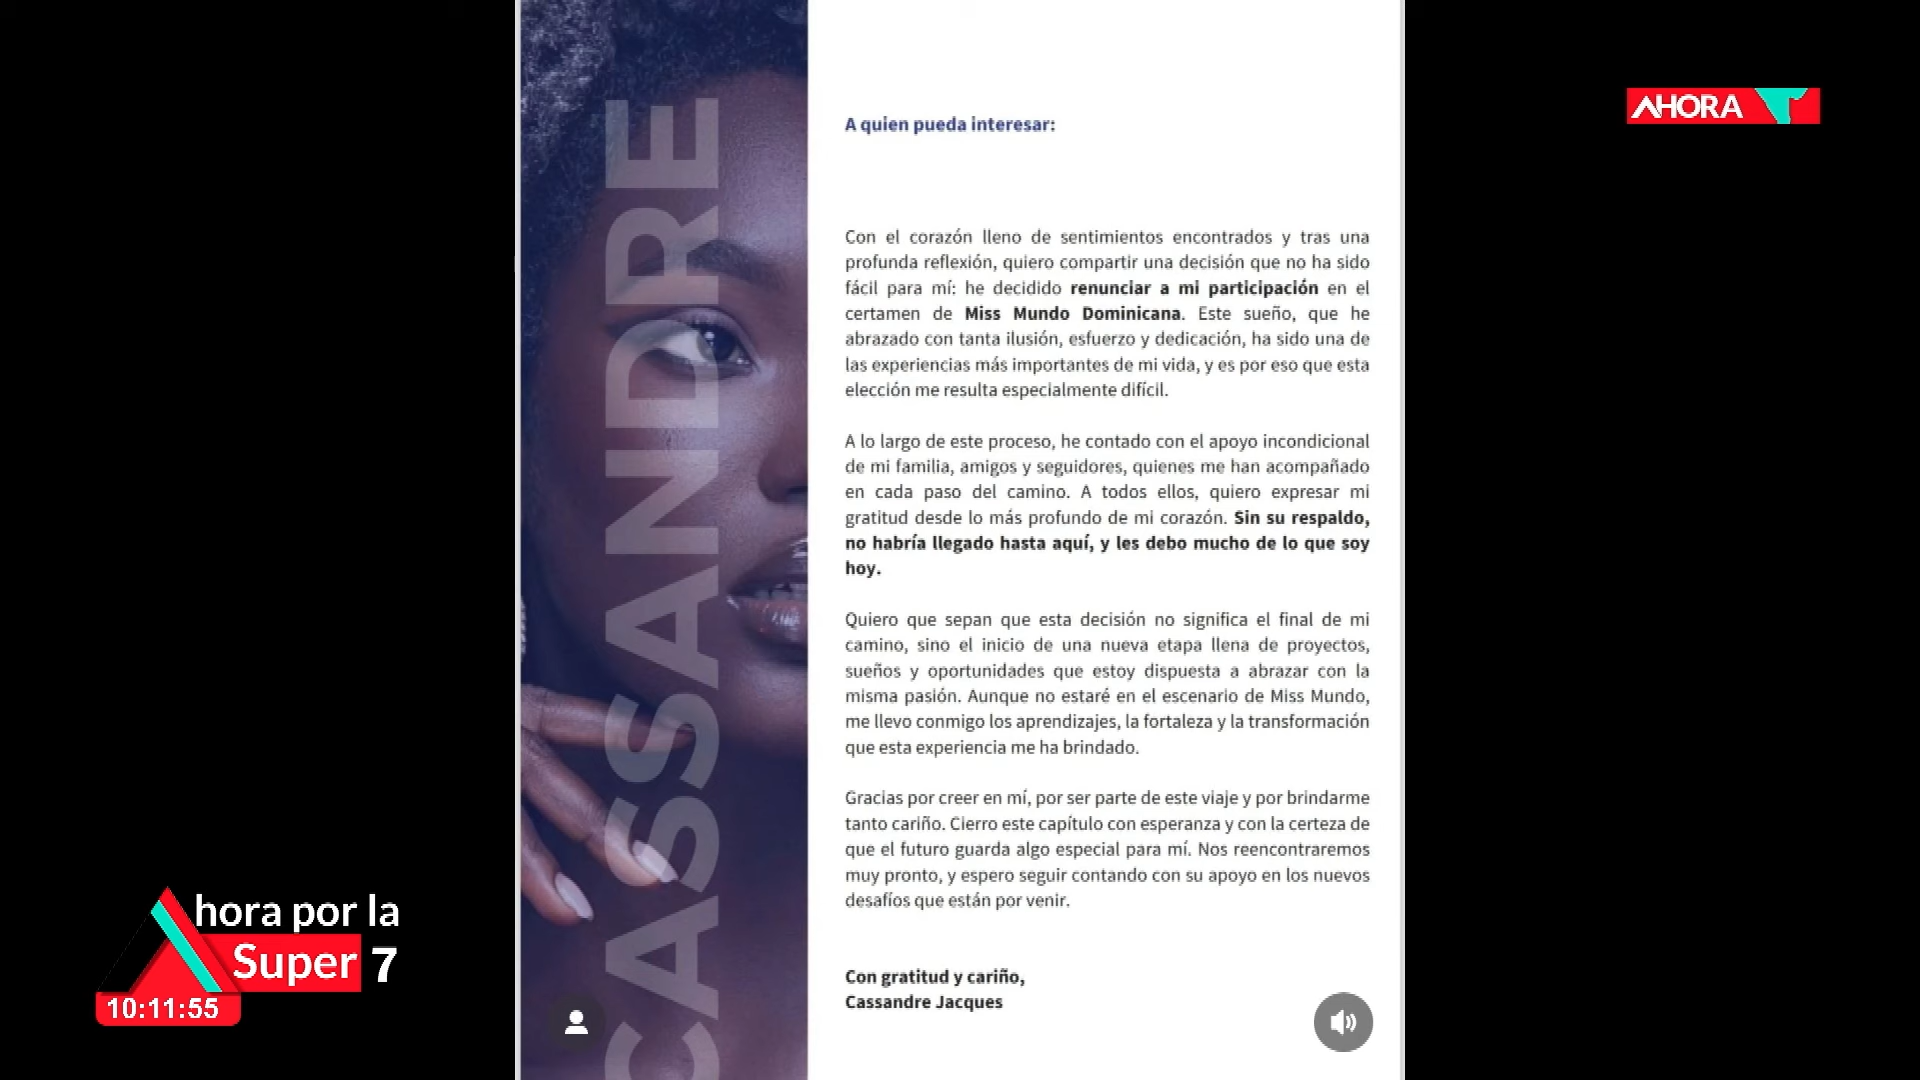 AHORA
CASSANDRE
A quien pueda interesar:
Con el corazón lleno de sentimientos encontrados y tras una
profunda reflexión, quiero compartir una decisión que no ha sido
fácil para mí: he decidido renunciar a mi participación en el
certamen de Miss Mundo Dominicana. Este sueño, que he
abrazado con tanta ilusión, esfuerzo y dedicación, ha sido una de
las experiencias más importantes de mi vida, y es por eso que esta
elección me resulta especialmente difícil.
A lo largo de este proceso, he contado con el apoyo incondicional
de mi familia, amigos y seguidores, quienes me han acompañado
en cada paso del camino. A todos ellos, quiero expresar mi
gratitud desde lo más profundo de mi corazón. Sin su respaldo,
no habría llegado hasta aquí, y les debo mucho de lo que soy
hoy.
Quiero que sepan que esta decisión no significa el final de mi
camino, sino el inicio de una nueva etapa llena de proyectos,
sueños y oportunidades que estoy dispuesta a abrazar con la
misma pasión. Aunque no estaré en el escenario de Miss Mundo,
me llevo conmigo los aprendizajes, la fortaleza y la transformación
que esta experiencia me ha brindado.
Gracias por creer en mí, por ser parte de este viaje y por brindarme
tanto cariño. Cierro este capítulo con esperanza y con la certeza de
que el futuro guarda algo especial para mí. Nos reencontraremos
muy pronto, y espero seguir contando con su apoyo en los nuevos
desafíos que están por venir.
Con gratitud y cariño,
Cassandre Jacques
Ahora por la
Super 7
10:11:55